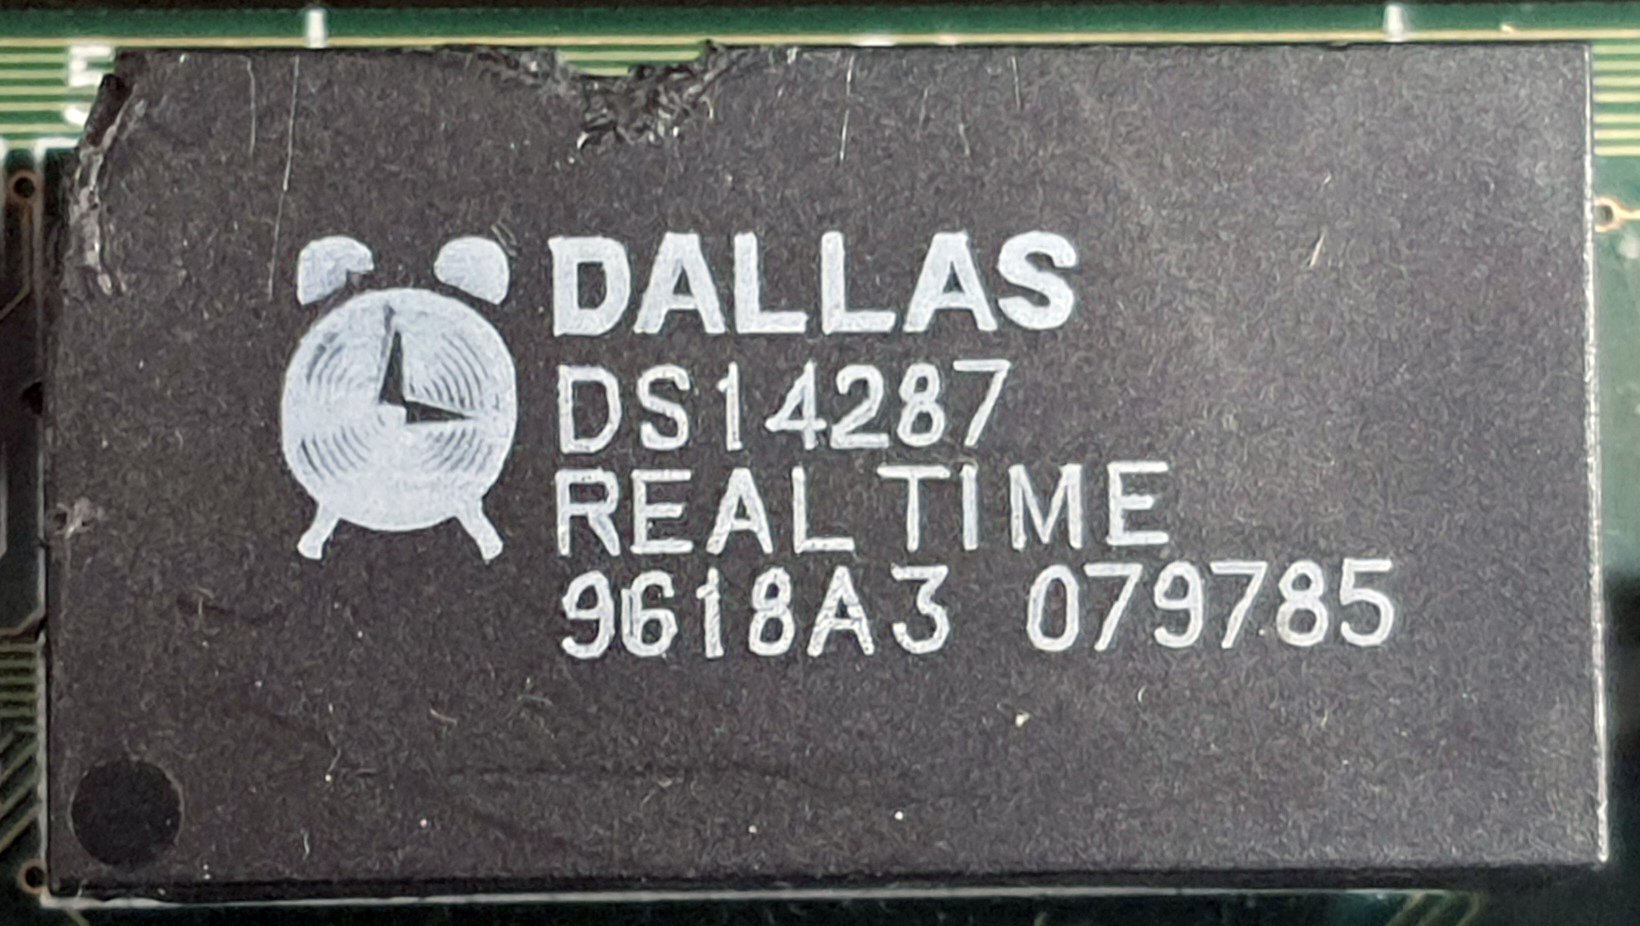 DALLAS
DS14287
REAL TIME
9618A3 079785